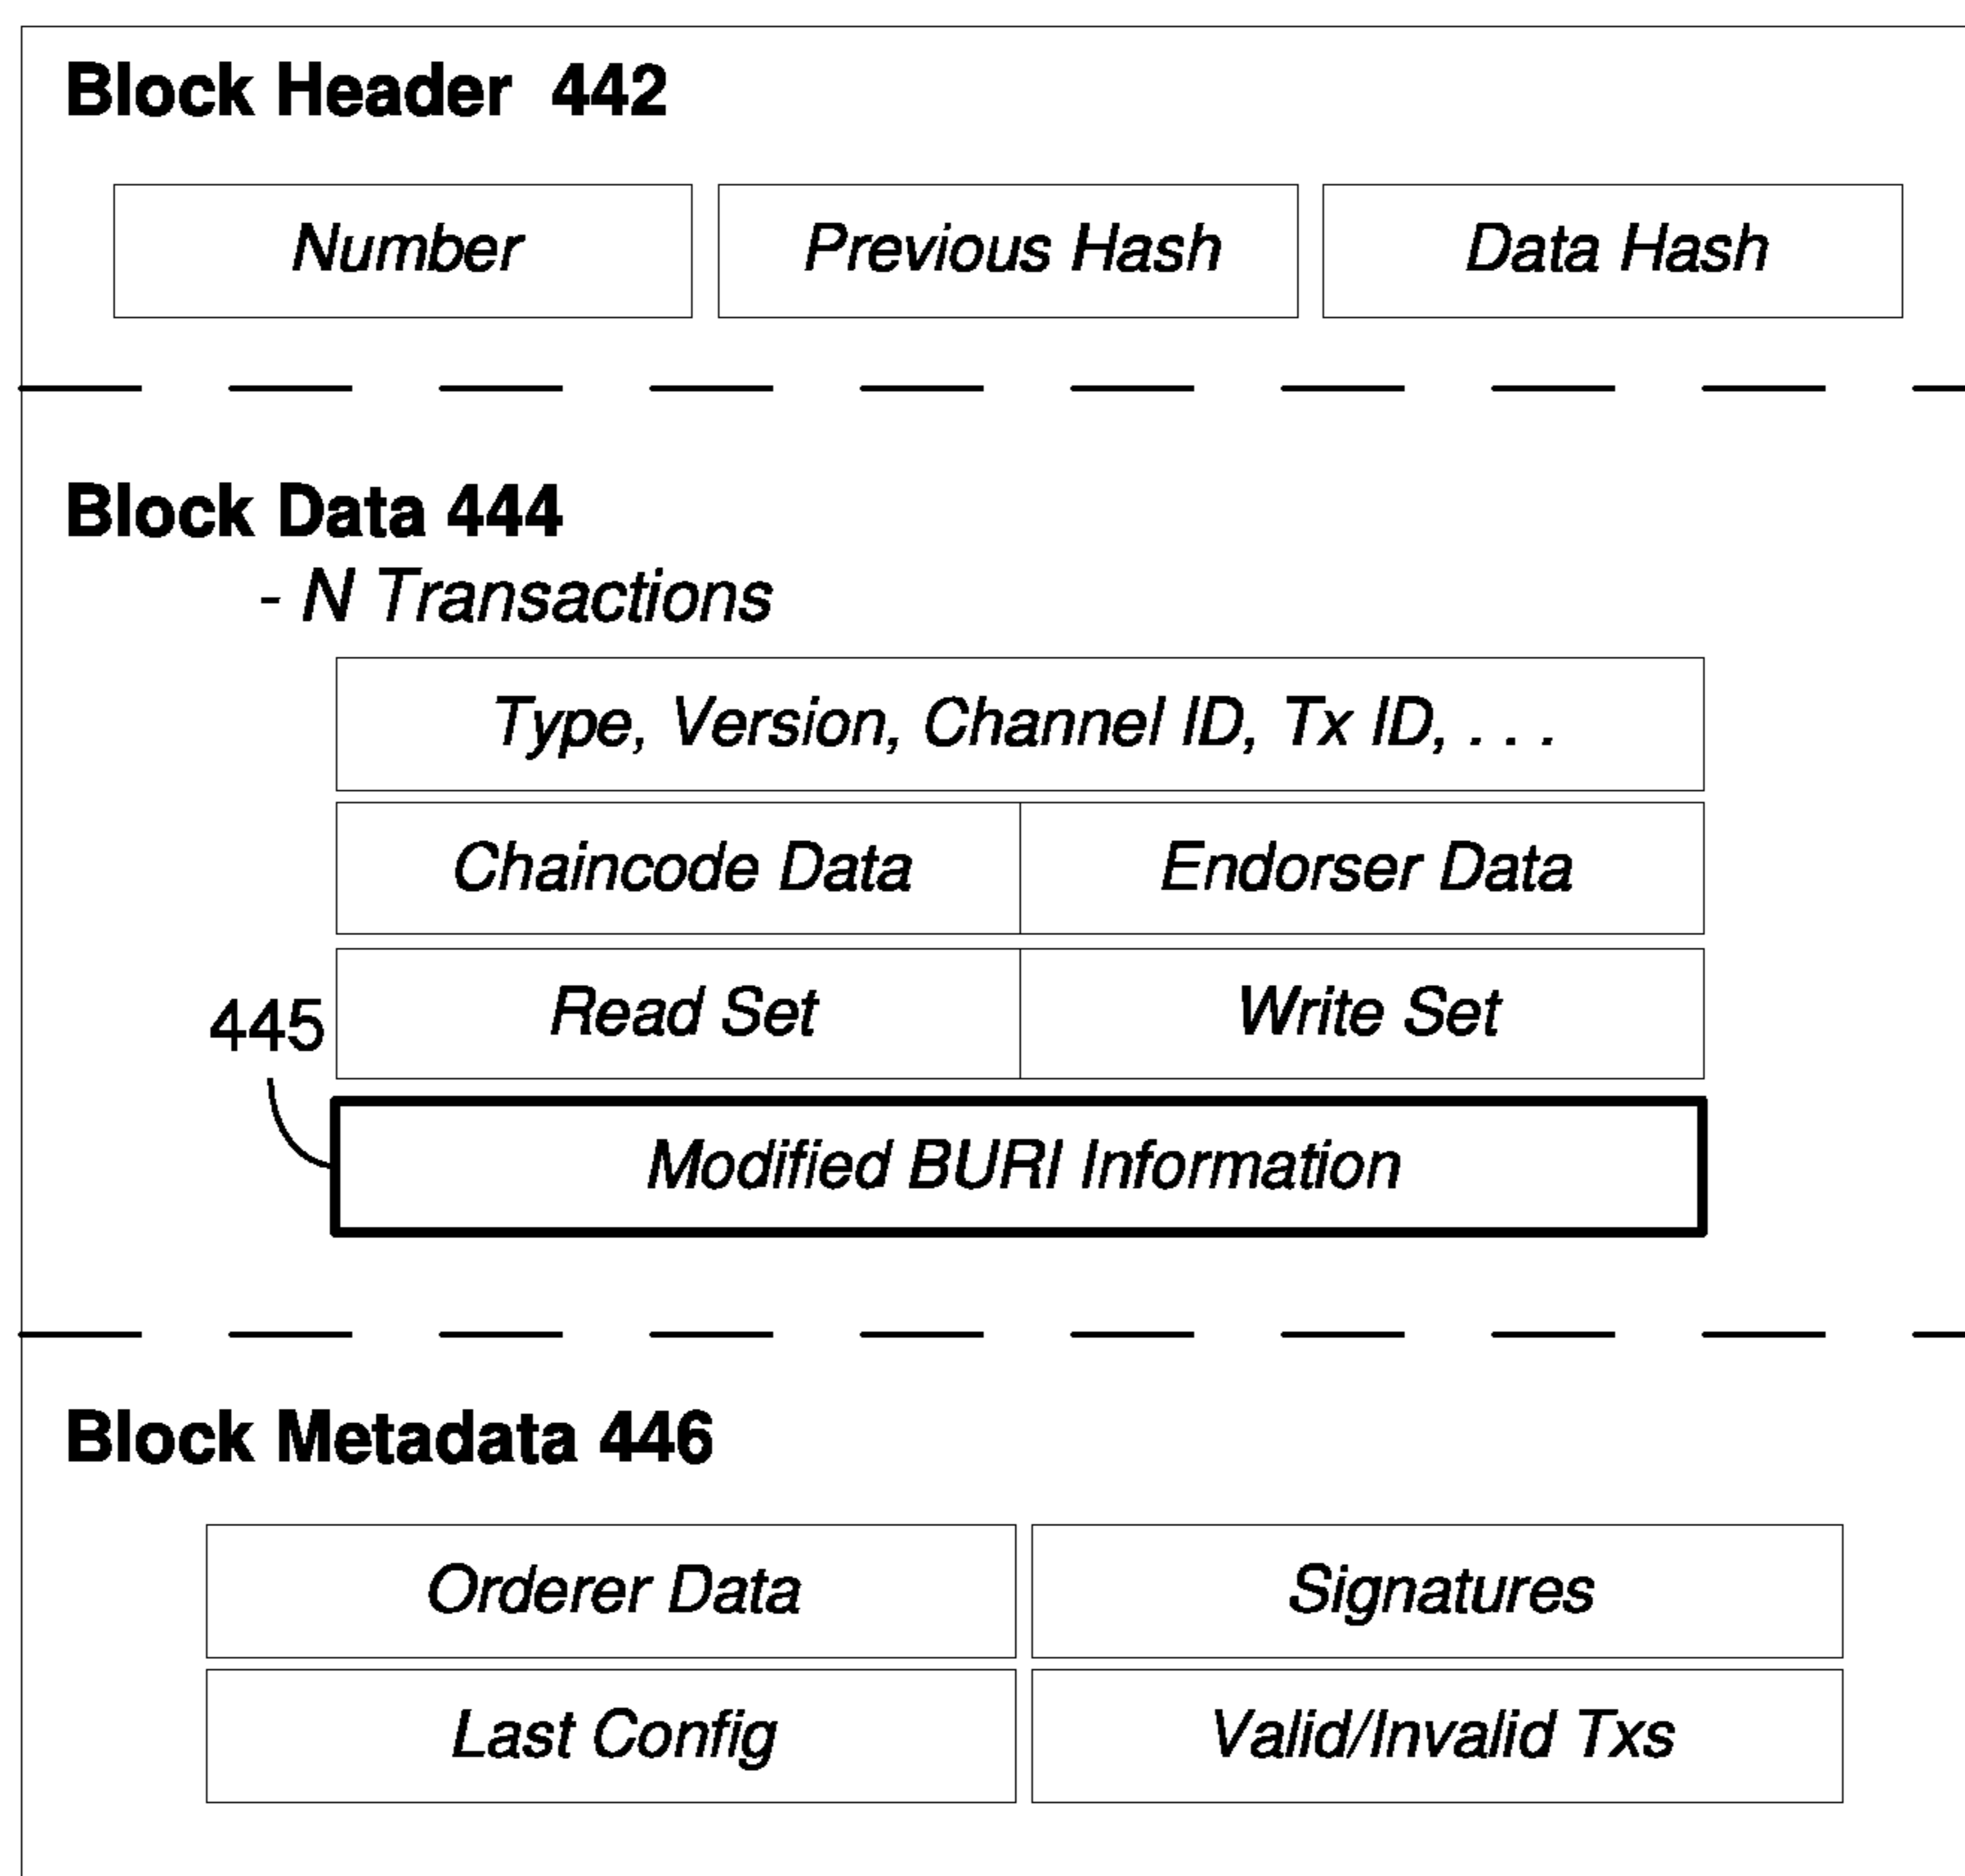 Block Header 442
Number Previous Hash Data Hash
Block Data 444
- N Transactions
Type, Version, Channel ID, Tx ID, . . .
Chaincode Data Endorser Data
445 Read Set Write Set
Modified BURI Information
Block Metadata 446
Orderer Data Signatures
Last Config Valid/Invalid Txs